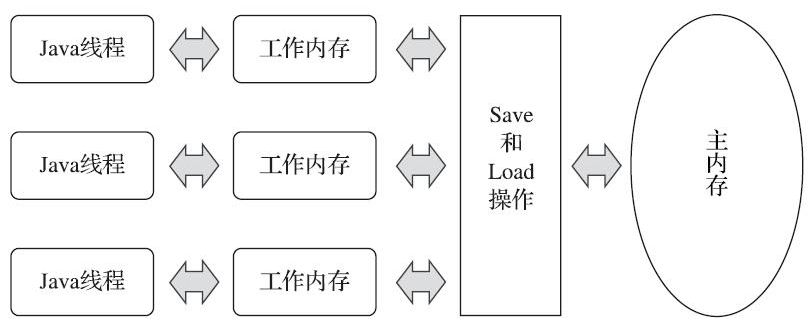 Java线程
工作内存
Java线程
工作内存
Java线程
工作内存
Save
和
Load
操作
主
内
存